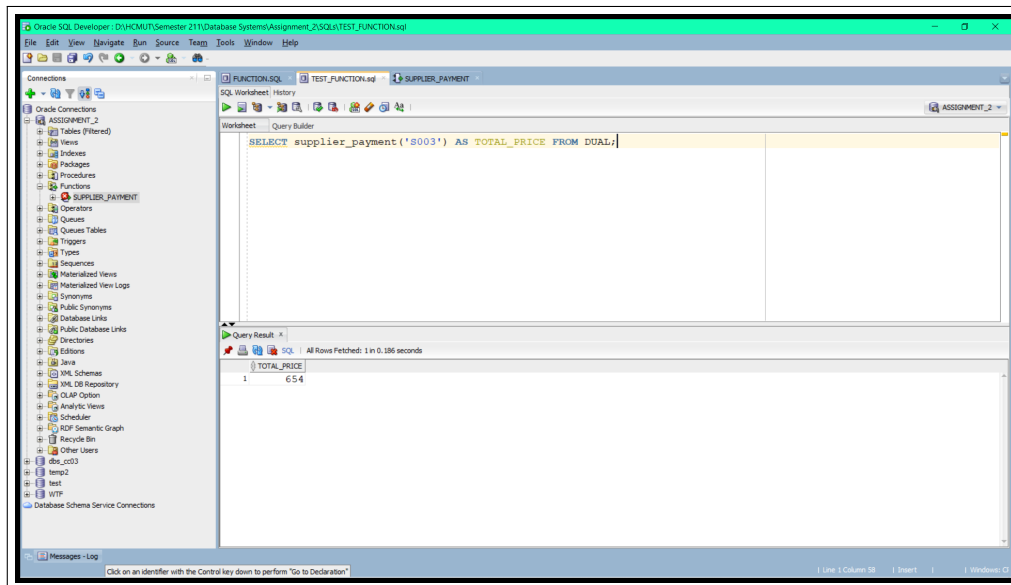 Oracle SQL Developer : D:\HCMUT\Semester 211\Database Systems\Assignment_2\SQLs\TEST_FUNCTION.sql
File Edit View Navigate Run Source Team Tools Window Help
Connections
Oracle Connections
ASSIGNMENT_2
Tables (Filtered)
Views
Indexes
Packages
Procedures
Functions
SUPPLIER_PAYMENT
Operators
Queues
Queues Tables
Triggers
Types
Sequences
Materialized Views
Materialized View Logs
Synonyms
Public Synonyms
Database Links
Public Database Links
Directories
Editions
Java
XML Schemas
XML DB Repository
OLAP Option
Analytic Views
Scheduler
RDF Semantic Graph
Recycle Bin
Other Users
dbs_cc03
temp2
test
WTF
Database Schema Service Connections
FUNCTION.SQL TEST_FUNCTION.sql SUPPLIER_PAYMENT
SQL Worksheet History
ASSIGNMENT_2
Worksheet Query Builder
SELECT supplier_payment('S003') AS TOTAL_PRICE FROM DUAL;
Query Result
SQL | All Rows Fetched: 1 in 0.186 seconds
TOTAL_PRICE
1 654
Messages - Log
Click on an identifier with the Control key down to perform "Go to Declaration"
| Line 1 Column 58 | Insert | | Windows: Cl